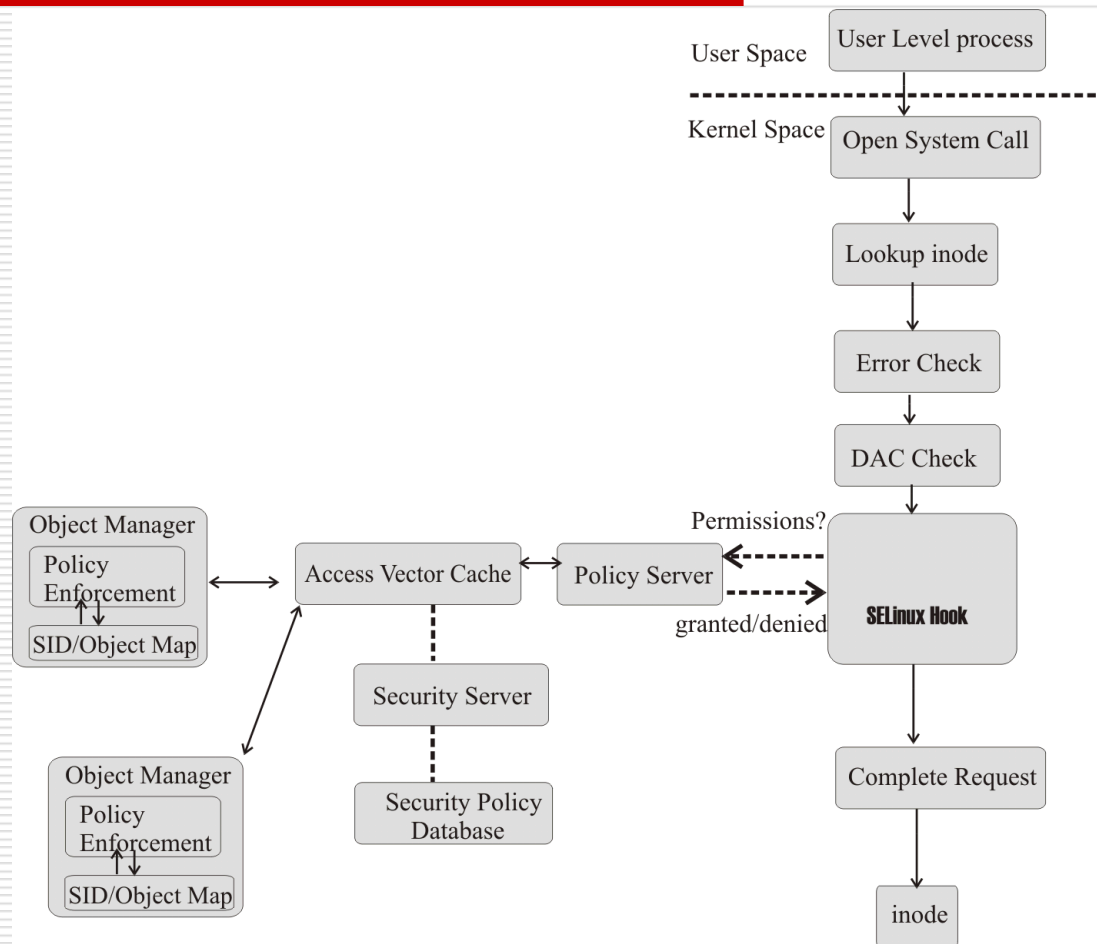 User Level process
User Space
Kernel Space
Open System Call
Lookup inode
Error Check
DAC Check
Permissions?
Object Manager
Policy
Enforcement
SID/Object Map
Access Vector Cache
Policy Server
granted/denied
SELinux Hook
Security Server
Object Manager
Policy
Enforcement
SID/Object Map
Security Policy
Database
Complete Request
inode